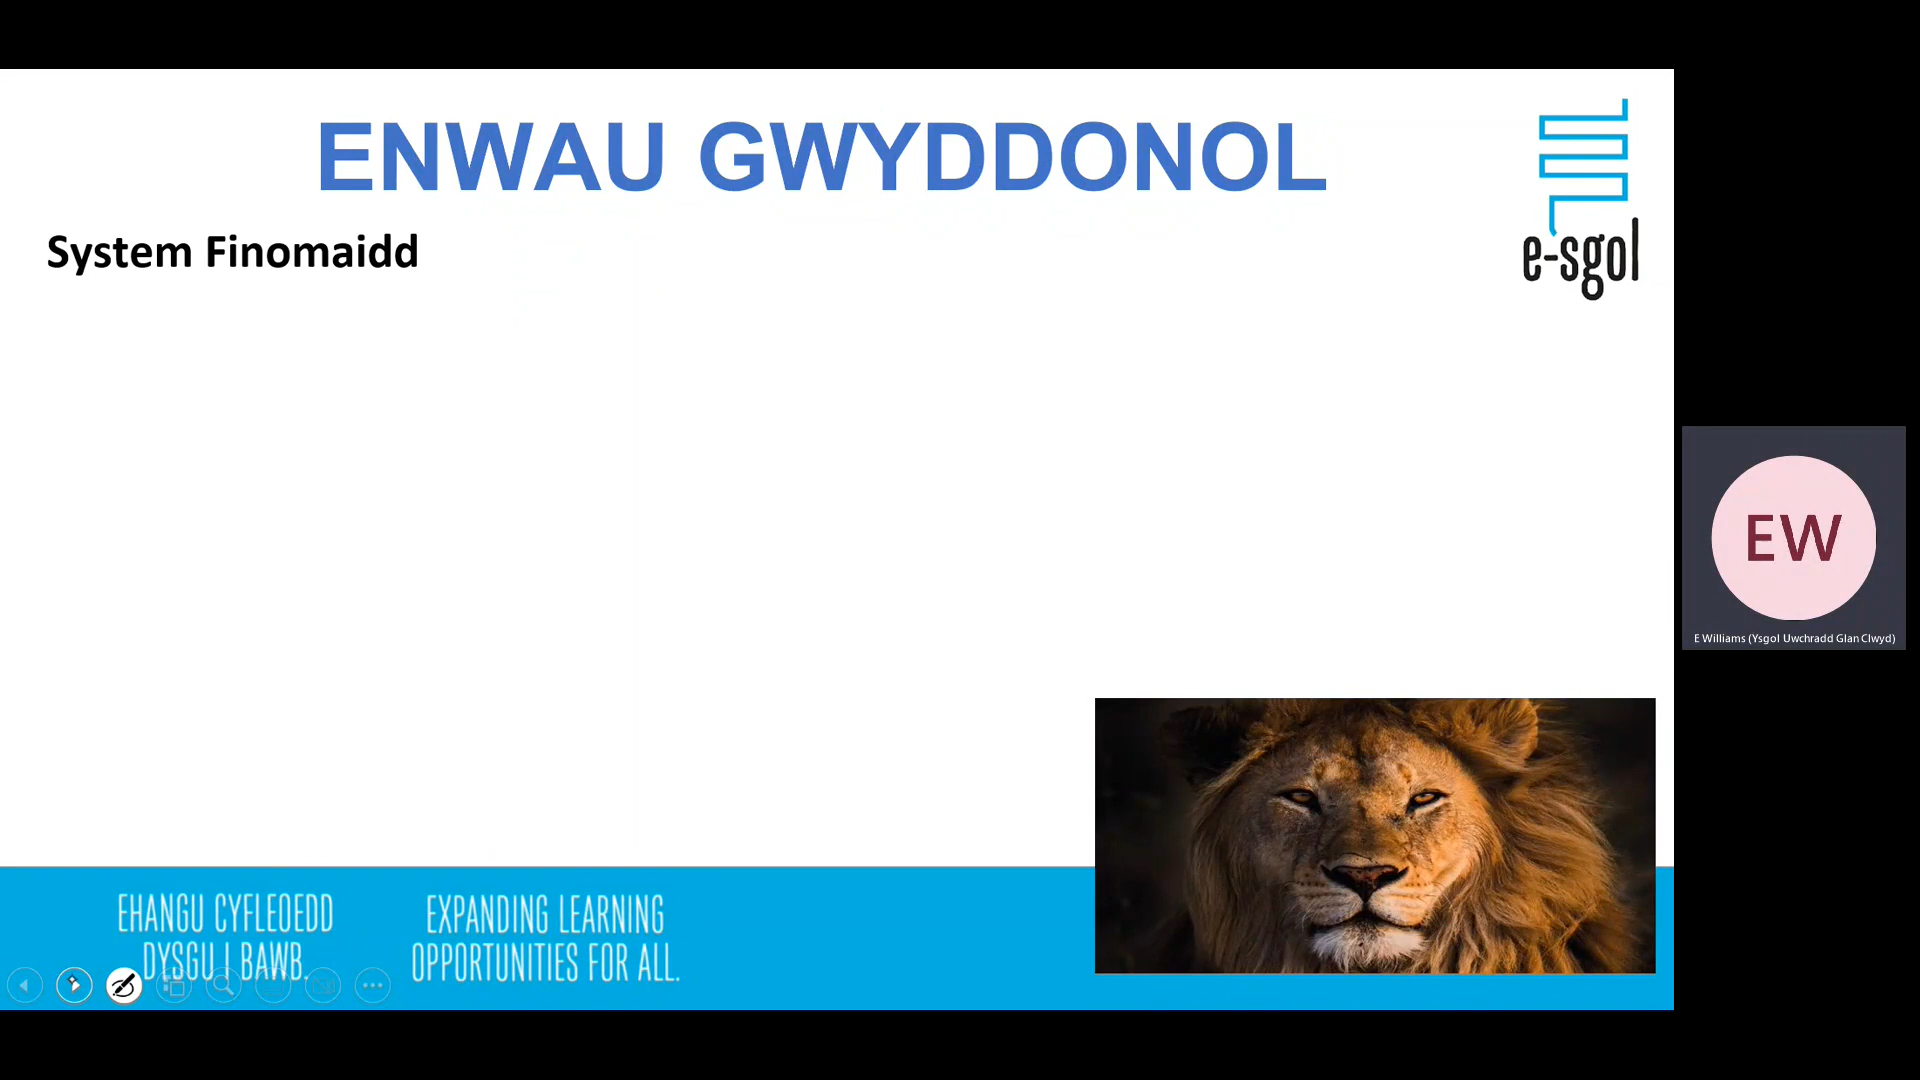 ENWAU GWYDDONOL
e-sgol
System Finomaidd
EW
E Williams (Ysgol Uwchradd Glan Clwyd)
EHANGU CYFLEOEDD
DYSGU I BAWB.
EXPANDING LEARNING
OPPORTUNITIES FOR ALL.